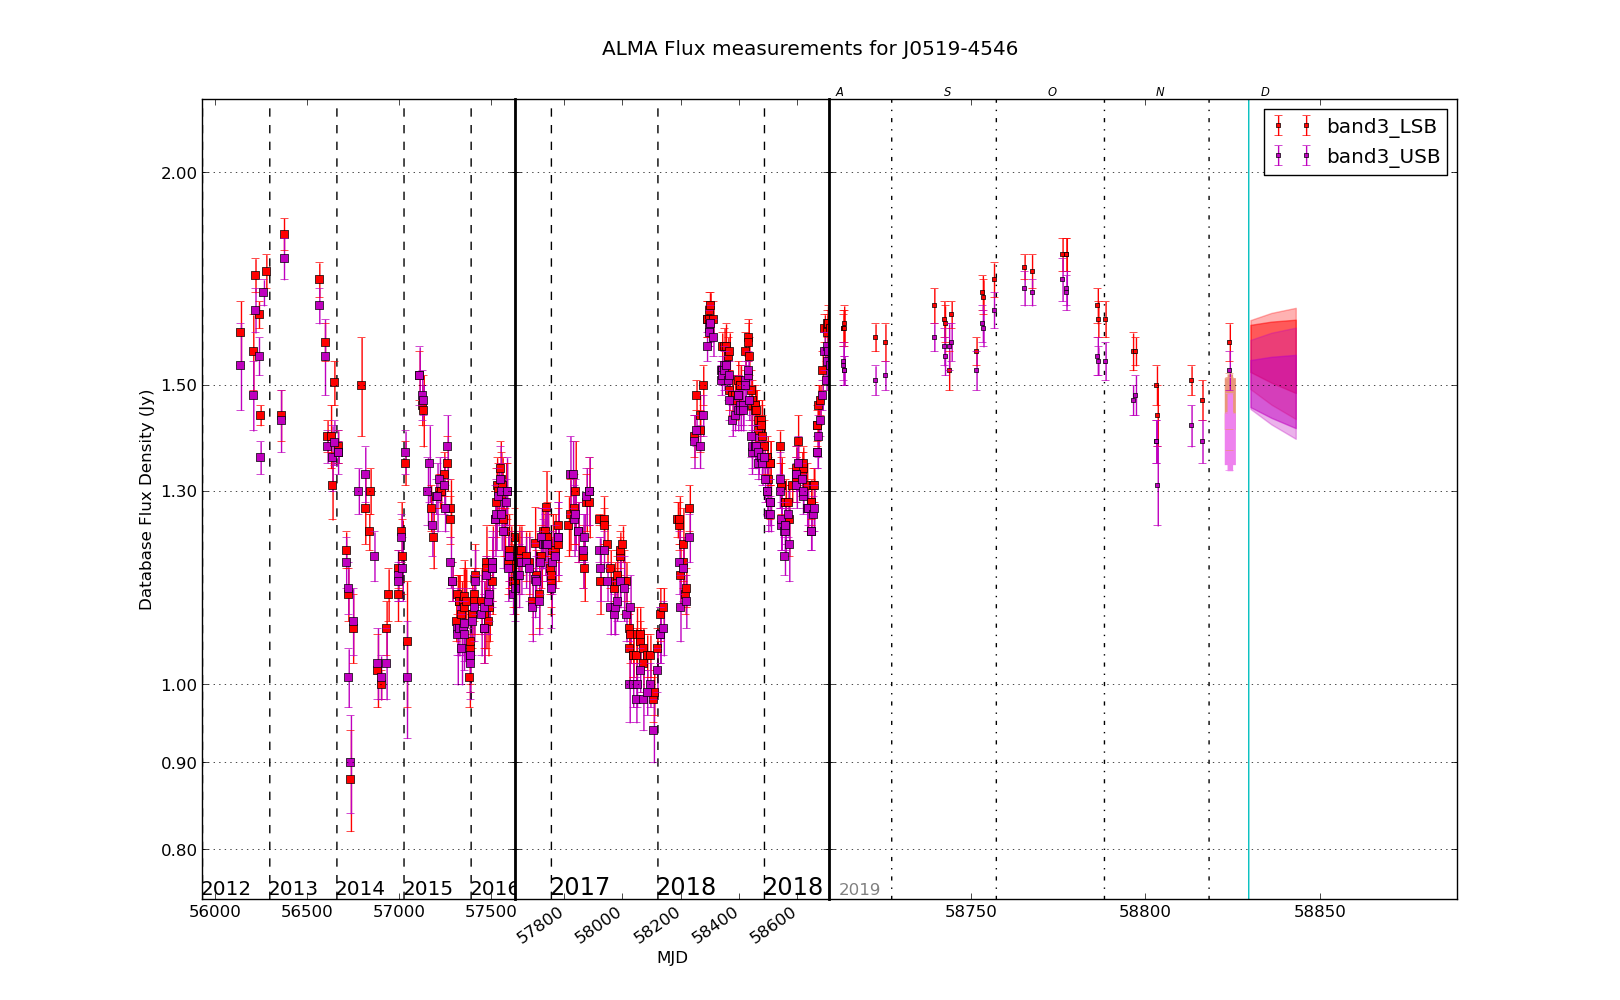 ALMA Flux measurements for J0519-4546
A S O N D
band3_LSB
band3_USB
2.00
1.50
1.30
1.00
0.90
0.80
Database Flux Density (Jy)
2012 2013 2014 2015 2016 2017 2018 2018 2019
56000 56500 57000 57500 57800 58000 58200 58400 58600 58750 58800 58850
MJD